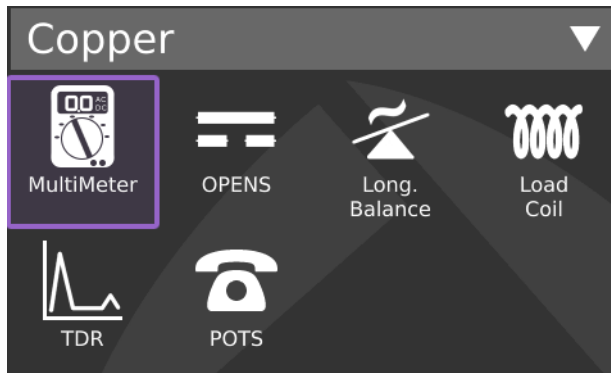 Copper
0.0 AC
DC
MultiMeter
OPENS
Long.
Balance
Load
Coil
TDR
POTS